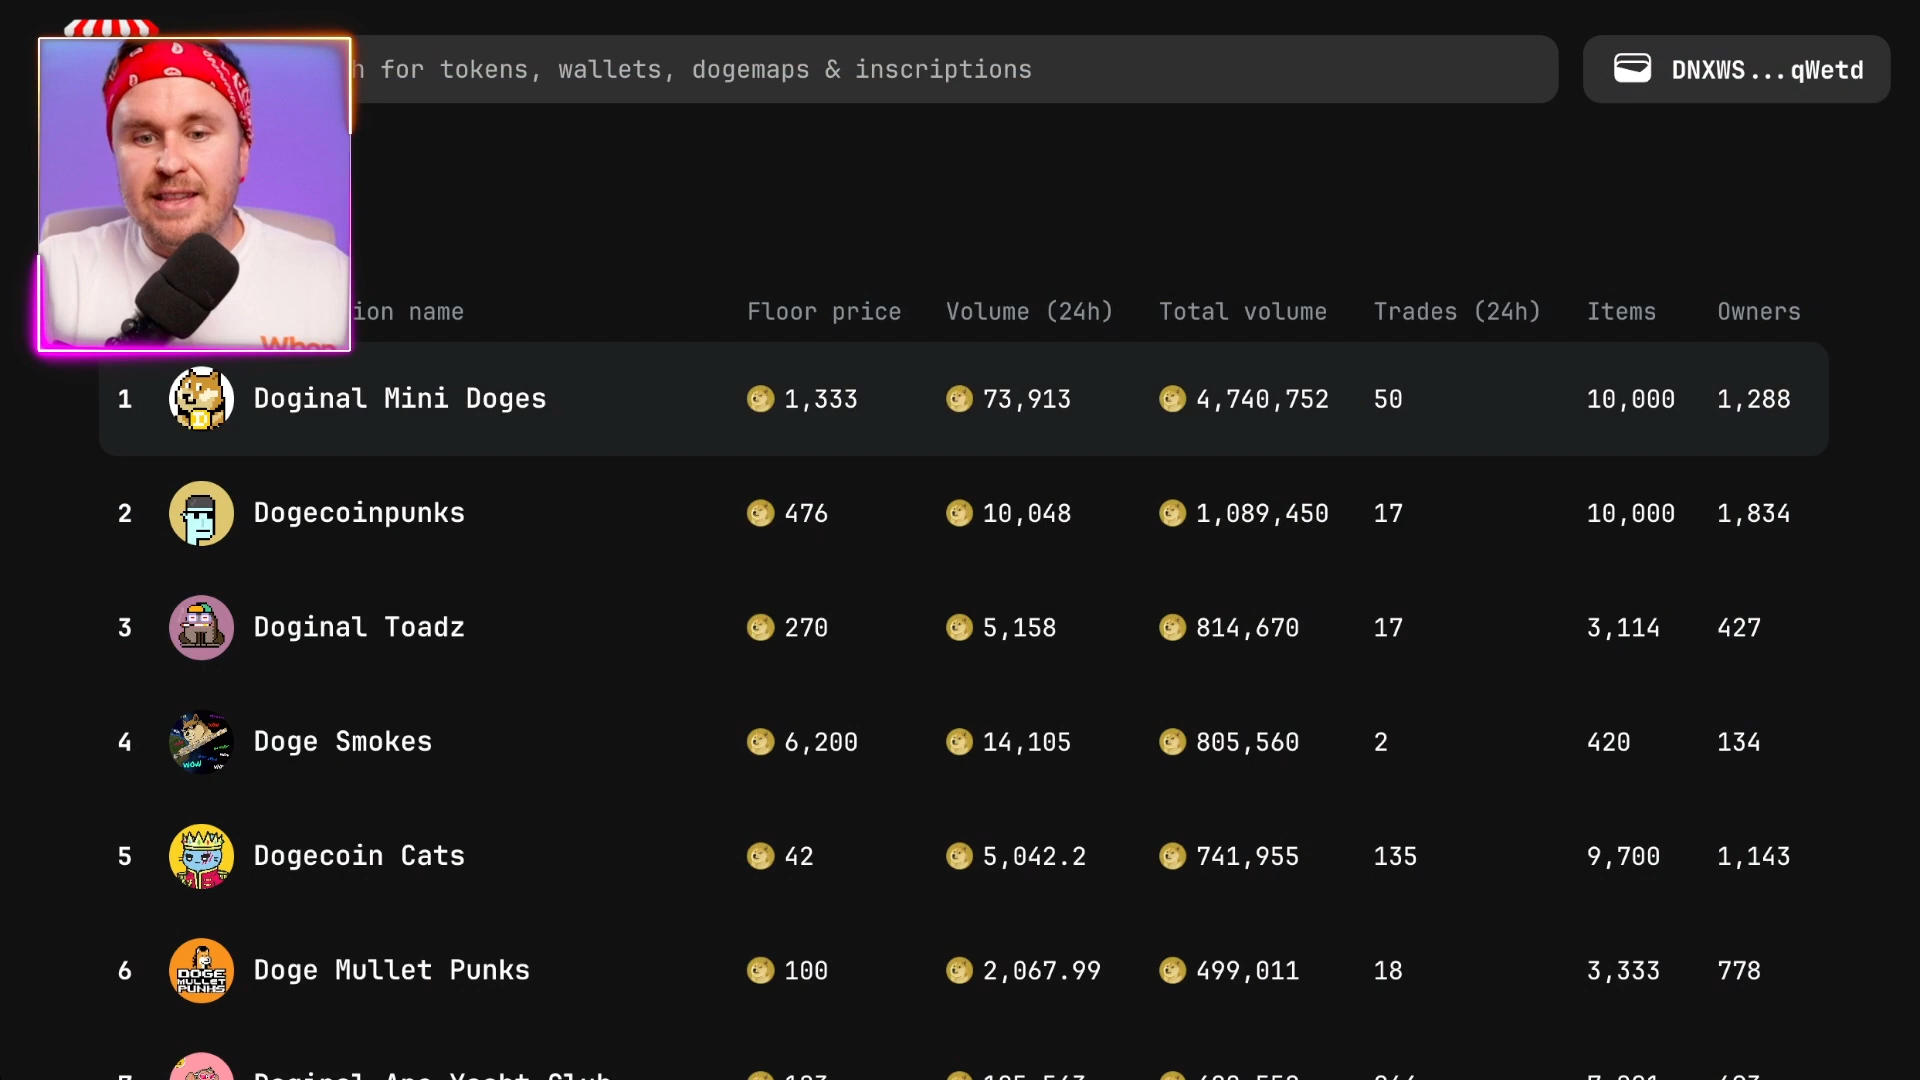 h for tokens, wallets, dogemaps & inscriptions
DNXWS...qWetd
ion name Floor price Volume (24h) Total volume Trades (24h) Items Owners
1 Doginal Mini Doges 1,333 73,913 4,740,752 50 10,000 1,288
2 Dogecoinpunks 476 10,048 1,089,450 17 10,000 1,834
3 Doginal Toadz 270 5,158 814,670 17 3,114 427
WOW
4 Doge Smokes 6,200 14,105 805,560 2 420 134
5 Dogecoin Cats 42 5,042.2 741,955 135 9,700 1,143
DOGE
MULLET
PUNKS
6 Doge Mullet Punks 100 2,067.99 499,011 18 3,333 778